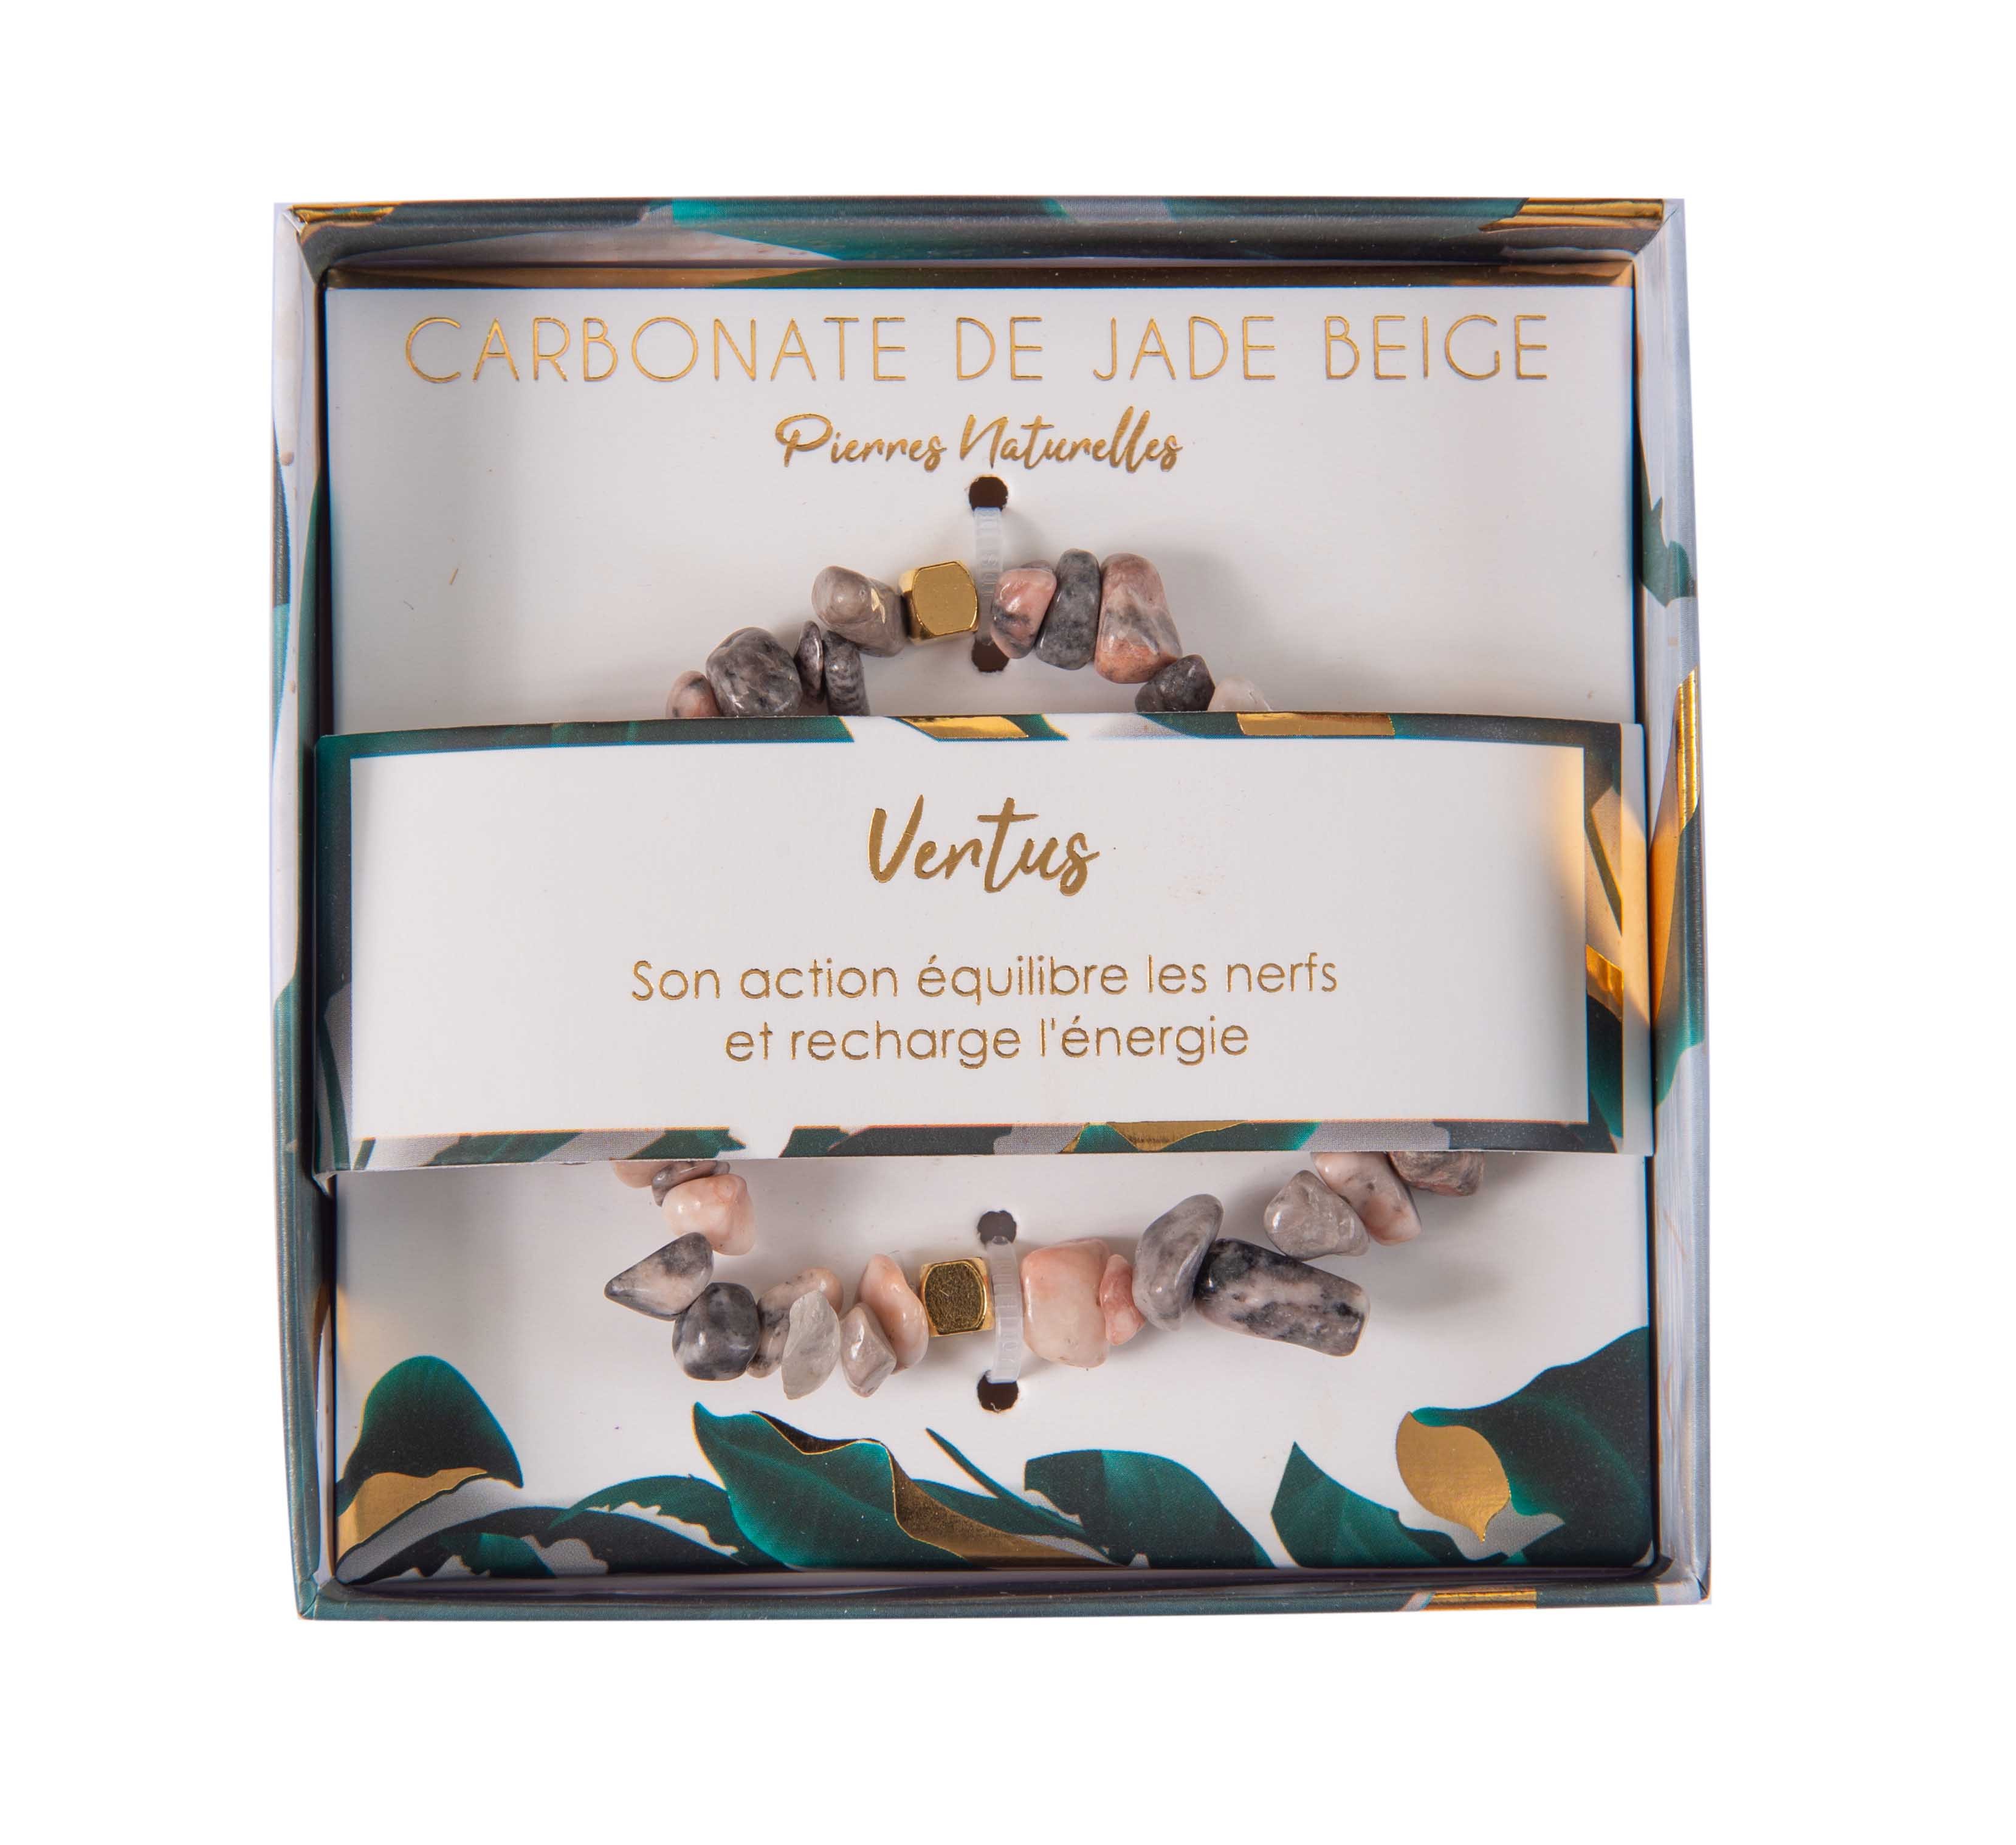 CARBONATE DE JADE BEIGE
Pierres Naturelles
Vertus
Son action équilibre les nerfs
et recharge l'énergie